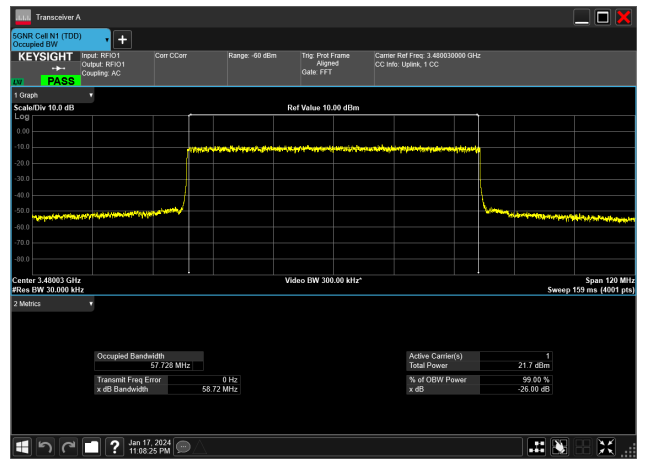 Transceiver A
5GNR Cell N1 (TDD)
Occupied BW
KEYSIGHT
Input: RFIO1
Output: RFIO1
Coupling: AC
Corr CCorr
Range: -60 dBm
Trig: Prot Frame
Aligned
Gate: FFT
Carrier Ref Freq: 3.480030000 GHz
CC Info: Uplink, 1 CC
PASS
1 Graph
Scale/Div 10.0 dB
Ref Value 10.00 dBm
Log
0.00
-10.0
-20.0
-30.0
-40.0
-50.0
-60.0
-70.0
-80.0
Center 3.48003 GHz
Video BW 300.00 kHz*
Span 120 MHz
#Res BW 30.000 kHz
Sweep 159 ms (4001 pts)
2 Metrics
Occupied Bandwidth
57.728 MHz
Transmit Freq Error 0 Hz
x dB Bandwidth 58.72 MHz
Active Carrier(s) 1
Total Power 21.7 dBm
% of OBW Power 99.00 %
x dB -26.00 dB
Jan 17, 2024
11:08:25 PM